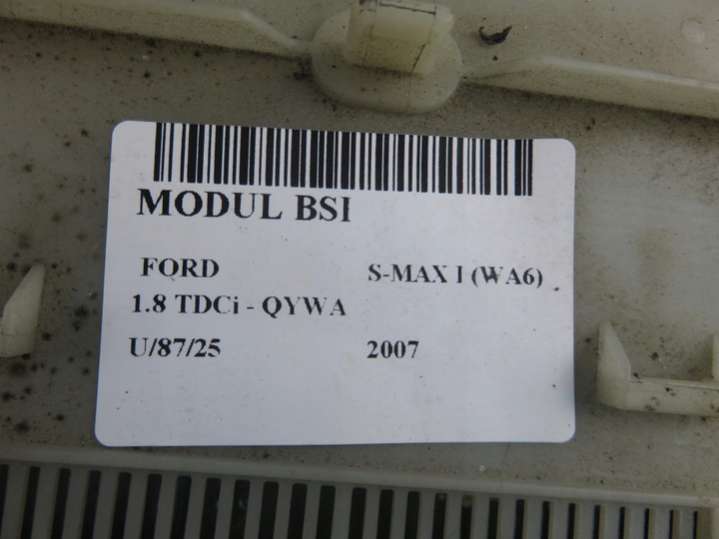 MODUL BSI
FORD S-MAX I (WA6)
1.8 TDCi - QYWA
U/87/25 2007